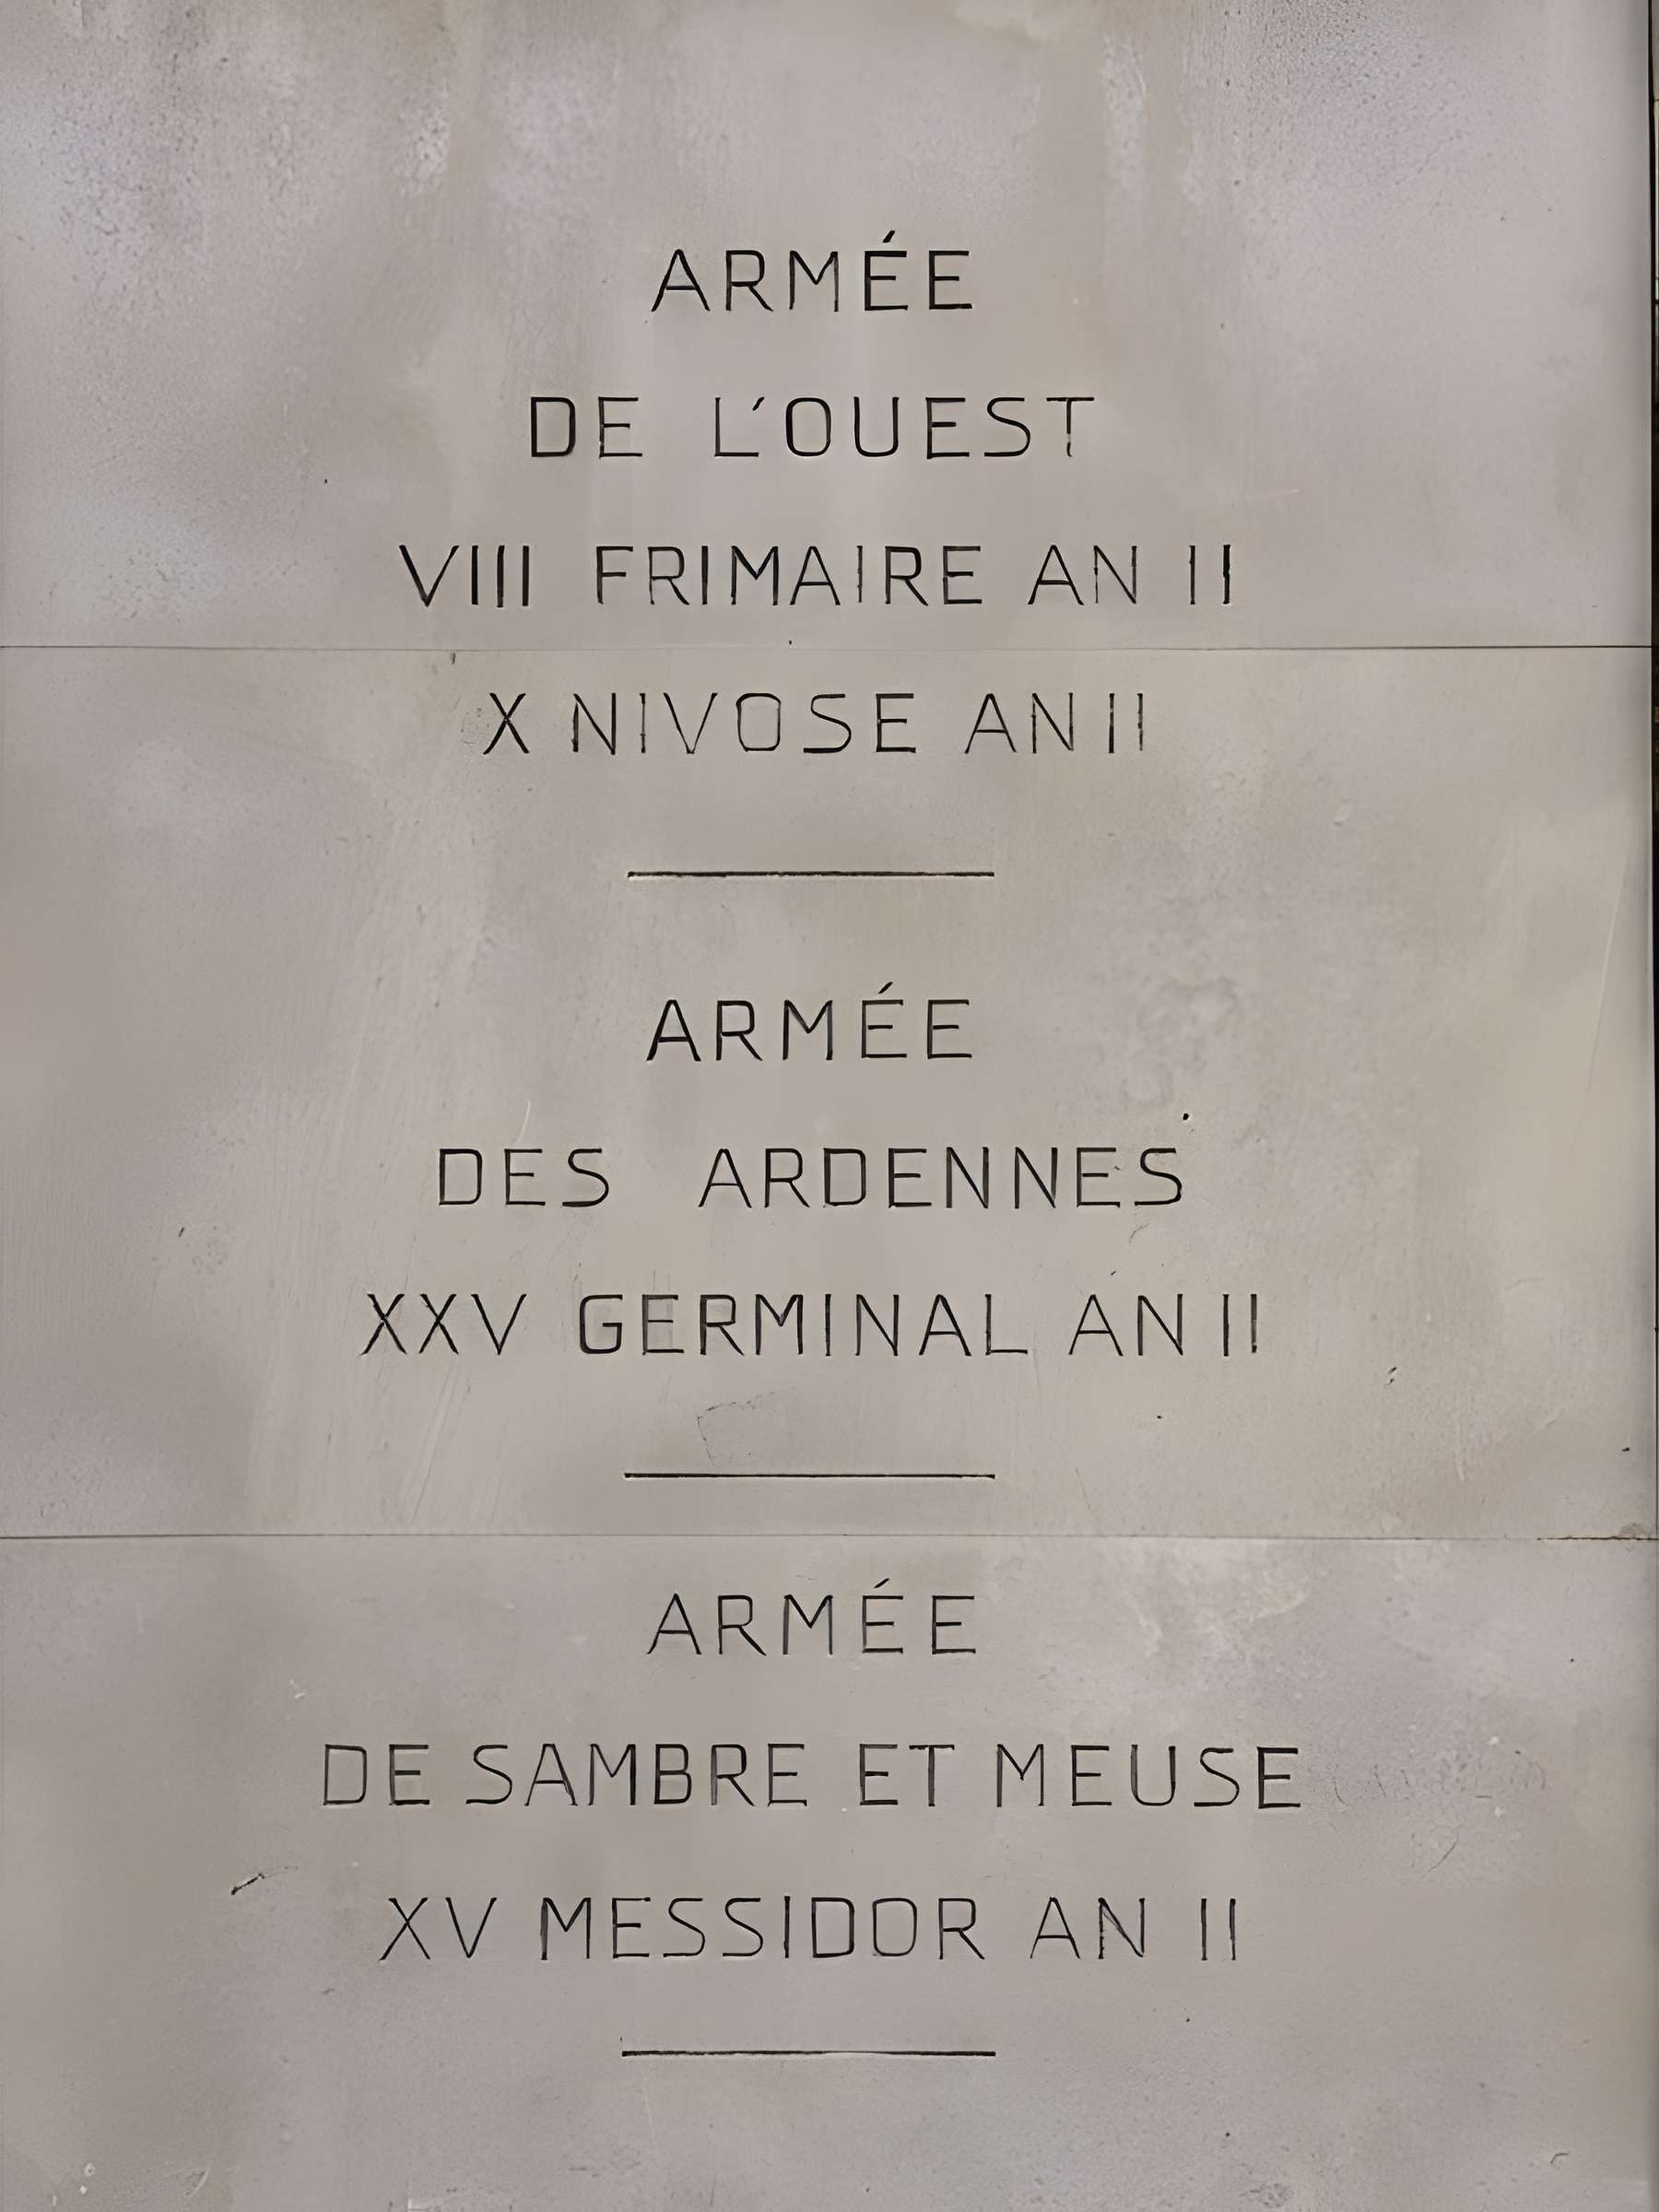 ARMÉE
DE L'OUEST
VIII FRIMAIRE AN II
X NIVOSE AN II
ARMÉE
DES ARDENNES
XXV GERMINAL AN II
ARMÉE
DE SAMBRE ET MEUSE
XV MESSIDOR AN II